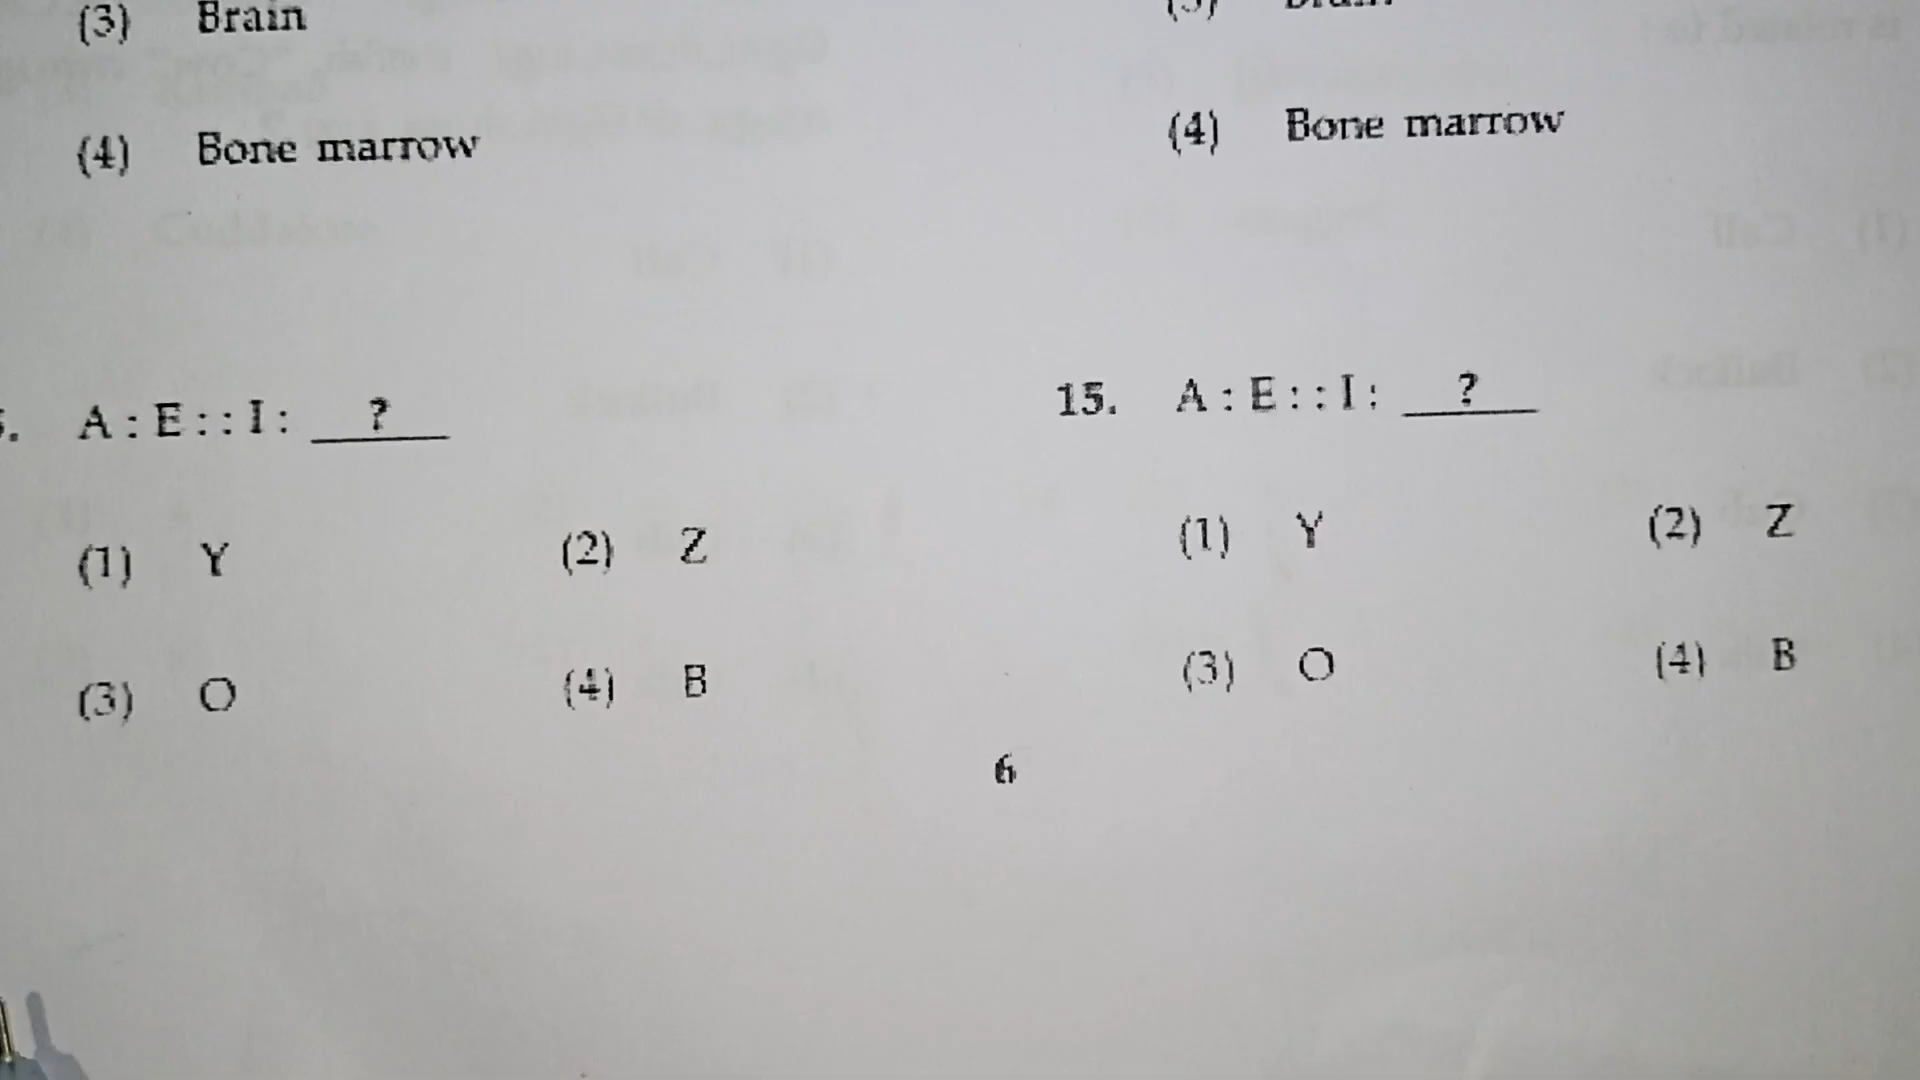 (3) Brain
(4) Bone marrow
A : E : : I : ?
(1) Y (2) Z
(3) O (4) B
(4) Bone marrow
15. A : E : : I : ?
(1) Y (2) Z
(3) O (4) B
6